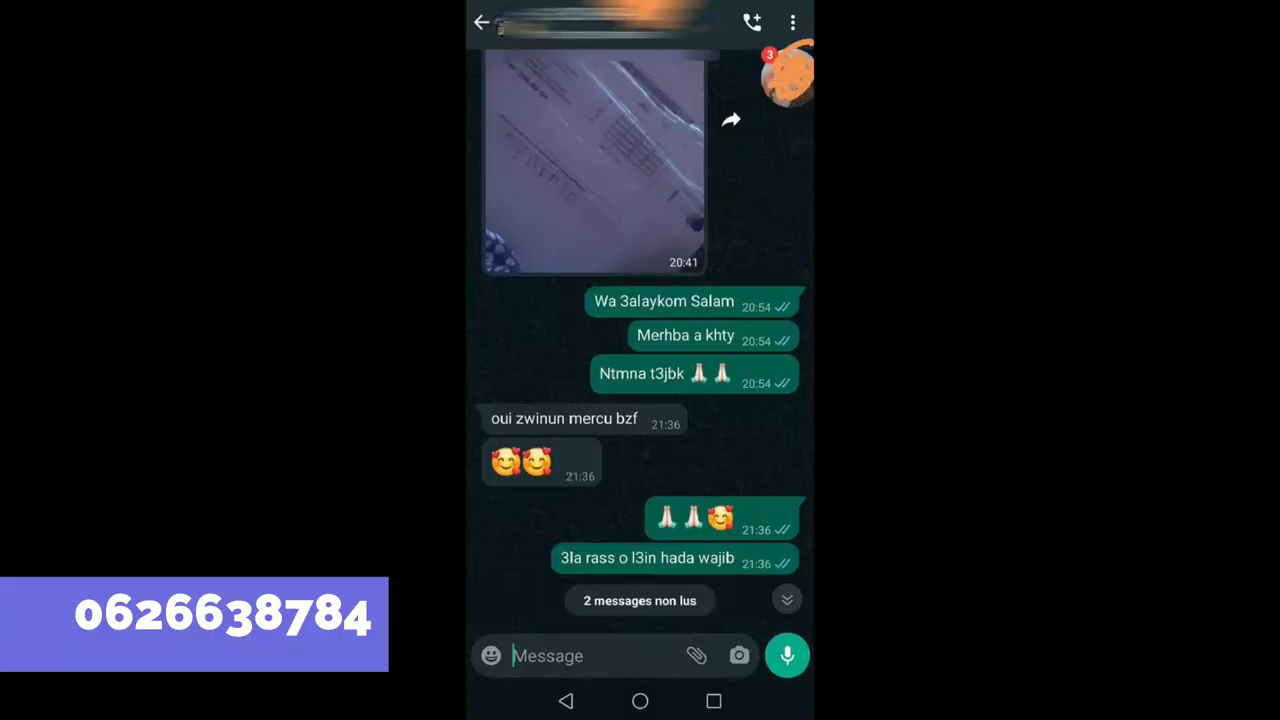 3
20:41
Wa 3alaykom Salam 20:54
Merhba a khty 20:54
Ntmna t3jbk 🙏🏻 🙏🏻 20:54
oui zwinun mercu bzf 21:36
🥰🥰 21:36
🙏🏻 🙏🏻 🥰 21:36
3la rass o l3in hada wajib 21:36
2 messages non lus
0626638784
Message